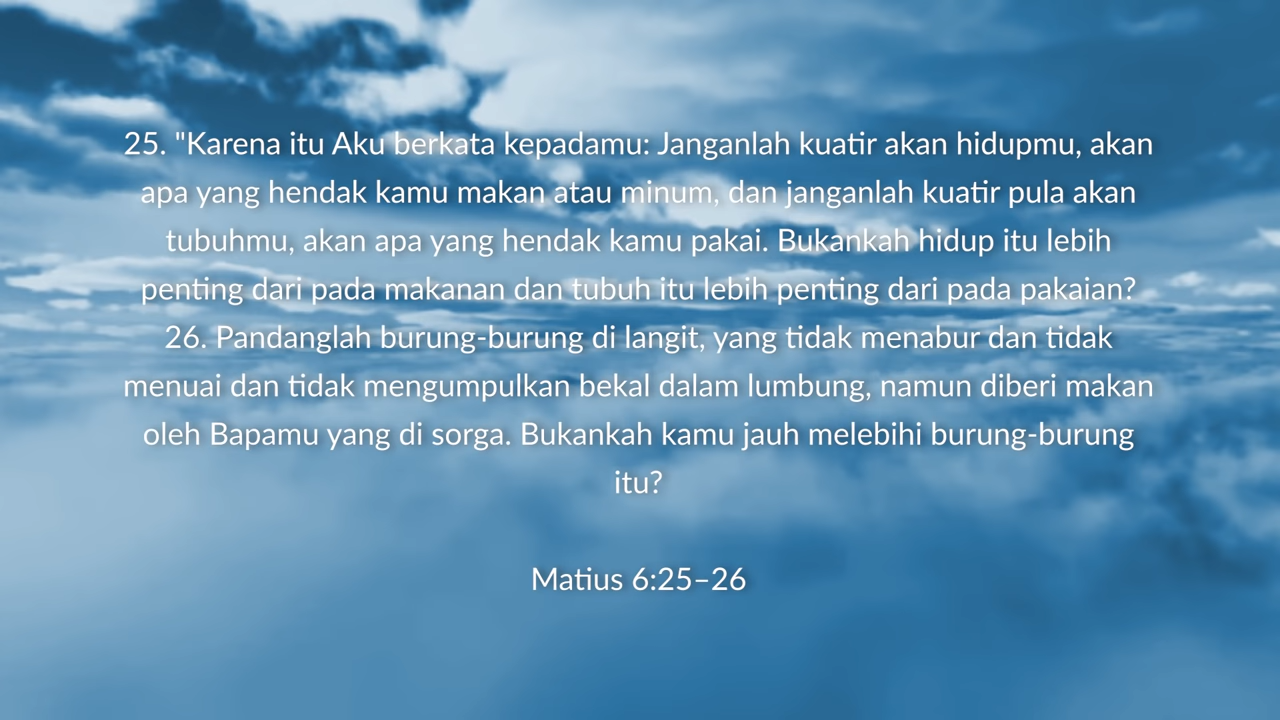 25. "Karena itu Aku berkata kepadamu: Janganlah kuatir akan hidupmu, akan
apa yang hendak kamu makan atau minum, dan janganlah kuatir pula akan
tubuhmu, akan apa yang hendak kamu pakai. Bukankah hidup itu lebih
penting dari pada makanan dan tubuh itu lebih penting dari pada pakaian?
26. Pandanglah burung-burung di langit, yang tidak menabur dan tidak
menuai dan tidak mengumpulkan bekal dalam lumbung, namun diberi makan
oleh Bapamu yang di sorga. Bukankah kamu jauh melebihi burung-burung
itu?
Matius 6:25–26